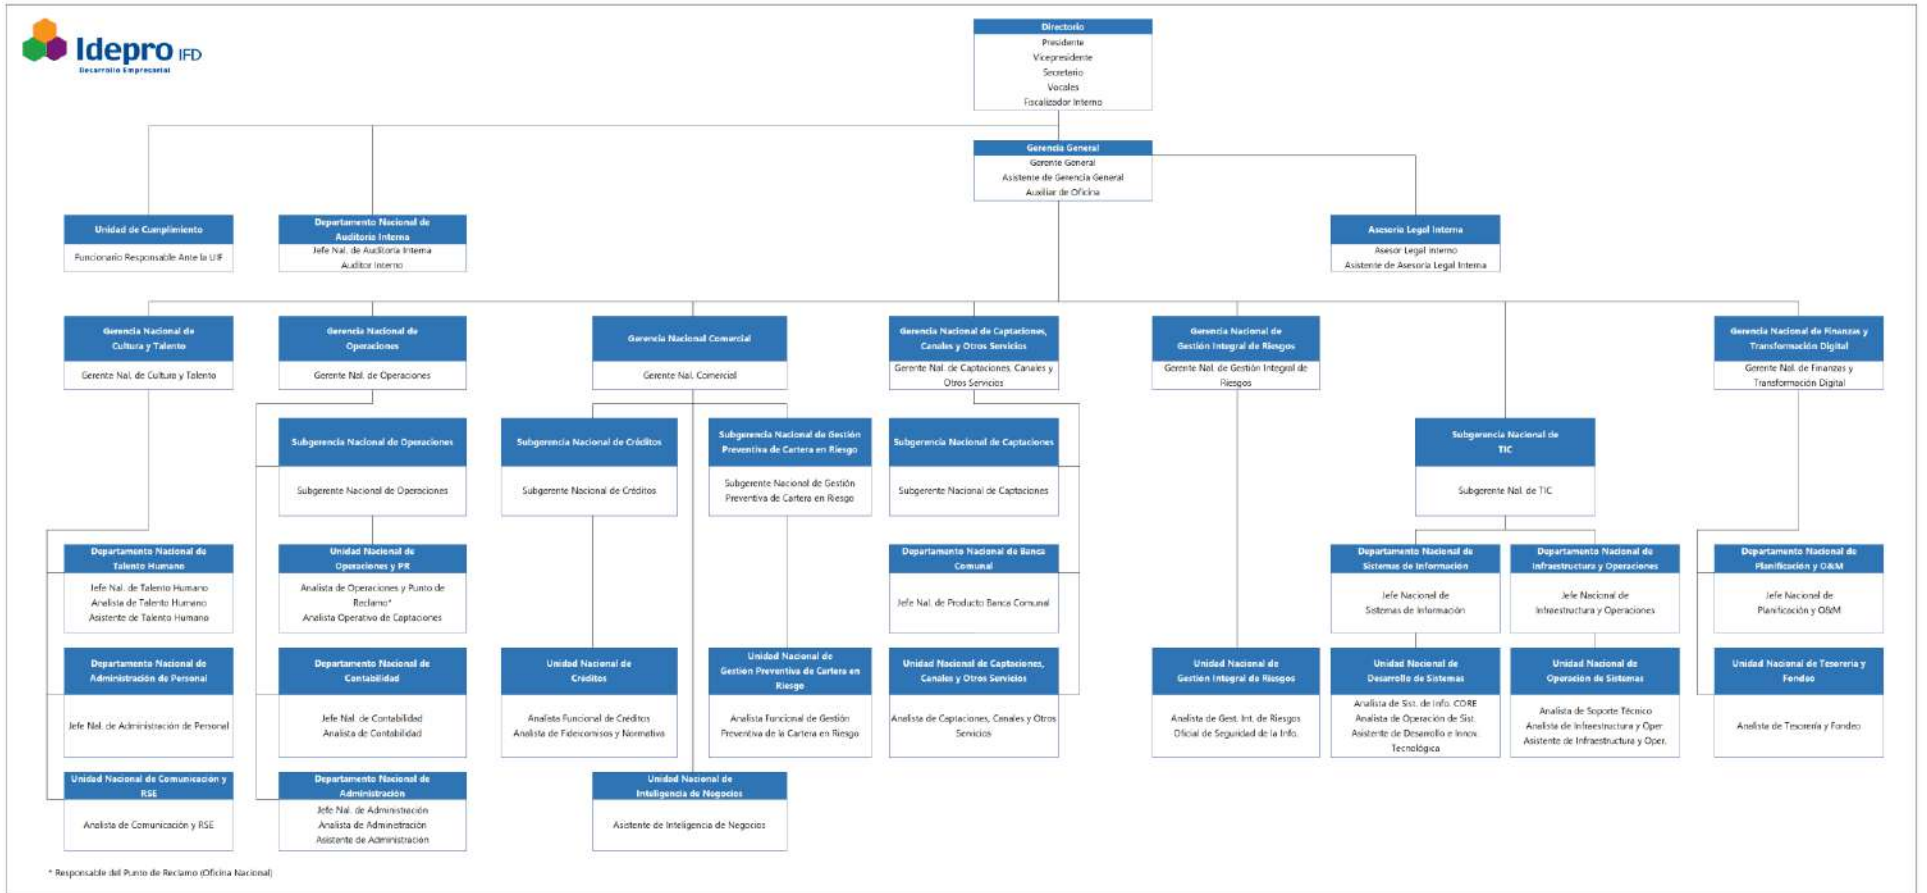 Idepro IFD
Desarrollo Empresarial
Directorio
Presidente
Vicepresidente
Secretario
Vocales
Fiscalizador Interno
Gerencia General
Gerente General
Asistente de Gerencia General
Auxiliar de Oficina
Unidad de Cumplimiento
Funcionario Responsable Ante la UIF
Departamento Nacional de
Auditoría Interna
Jefe Nal. de Auditoría Interna
Auditor Interno
Asesoría Legal Interna
Asesor Legal Interno
Asistente de Asesoría Legal Interna
Gerencia Nacional de
Cultura y Talento
Gerente Nal. de Cultura y Talento
Gerencia Nacional de
Operaciones
Gerente Nal. de Operaciones
Gerencia Nacional Comercial
Gerente Nal. Comercial
Gerencia Nacional de Captaciones,
Canales y Otros Servicios
Gerente Nal. de Captaciones, Canales y
Otros Servicios
Gerencia Nacional de
Gestión Integral de Riesgos
Gerente Nal. de Gestión Integral de
Riesgos
Gerencia Nacional de Finanzas y
Transformación Digital
Gerente Nal. de Finanzas y
Transformación Digital
Subgerencia Nacional de Operaciones
Subgerente Nacional de Operaciones
Subgerencia Nacional de Créditos
Subgerente Nacional de Créditos
Subgerencia Nacional de Gestión
Preventiva de Cartera en Riesgo
Subgerente Nacional de Gestión
Preventiva de Cartera en Riesgo
Subgerencia Nacional de Captaciones
Subgerente Nacional de Captaciones
Subgerencia Nacional de
TIC
Subgerente Nal. de TIC
Departamento Nacional de
Talento Humano
Jefe Nal. de Talento Humano
Analista de Talento Humano
Asistente de Talento Humano
Unidad Nacional de
Operaciones y PR
Analista de Operaciones y Punto de
Reclamo*
Analista Operativo de Captaciones
Departamento Nacional de Banca
Comunal
Jefe Nal. de Producto Banca Comunal
Departamento Nacional de
Sistemas de Información
Jefe Nacional de
Sistemas de Información
Departamento Nacional de
Infraestructura y Operaciones
Jefe Nacional de
Infraestructura y Operaciones
Departamento Nacional de
Planificación y O&M
Jefe Nacional de
Planificación y O&M
Departamento Nacional de
Administración de Personal
Jefe Nal. de Administración de Personal
Departamento Nacional de
Contabilidad
Jefe Nal. de Contabilidad
Analista de Contabilidad
Unidad Nacional de
Créditos
Analista Funcional de Créditos
Analista de Fideicomisos y Normativa
Unidad Nacional de
Gestión Preventiva de Cartera en
Riesgo
Analista Funcional de Gestión
Preventiva de la Cartera en Riesgo
Unidad Nacional de Captaciones,
Canales y Otros Servicios
Analista de Captaciones, Canales y Otros
Servicios
Unidad Nacional de
Gestión Integral de Riesgos
Analista de Gest. Int. de Riesgos
Oficial de Seguridad de la Info.
Unidad Nacional de
Desarrollo de Sistemas
Analista de Sist. de Info. CORE
Analista de Operación de Sist.
Asistente de Desarrollo e Innov.
Tecnológica
Unidad Nacional de
Operación de Sistemas
Analista de Soporte Técnico
Analista de Infraestructura y Oper.
Asistente de Infraestructura y Oper.
Unidad Nacional de Tesorería y
Fondeo
Analista de Tesorería y Fondeo
Unidad Nacional de Comunicación y
RSE
Analista de Comunicación y RSE
Departamento Nacional de
Administración
Jefe Nal. de Administración
Analista de Administración
Asistente de Administración
Unidad Nacional de
Inteligencia de Negocios
Asistente de Inteligencia de Negocios
* Responsable del Punto de Reclamo (Oficina Nacional)